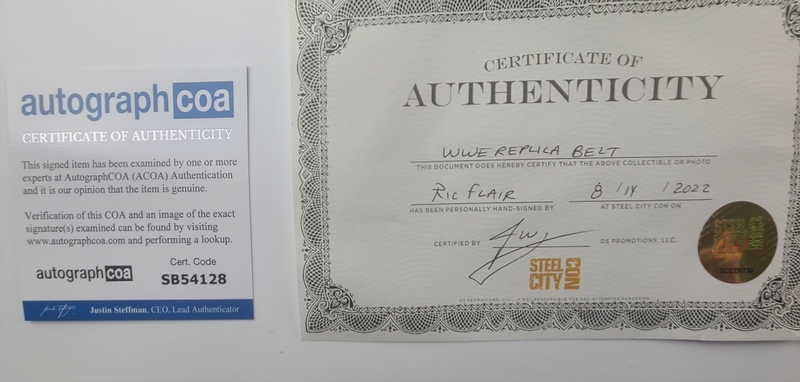 autographcoa
CERTIFICATE OF AUTHENTICITY
This signed item has been examined by one or more
experts at AutographCOA (ACOA) Authentication
and it is our opinion that the item is genuine.
Verification of this COA and an image of the exact
signature(s) examined can be found by visiting
www.autographcoa.com and performing a lookup.
autographcoa
Cert. Code
SB54128
Justin Steffman, CEO, Lead Authenticator
CERTIFICATE OF
AUTHENTICITY
WWE REPLICA BELT
THIS DOCUMENT DOES HEREBY CERTIFY THAT THE ABOVE COLLECTIBLE OR PHOTO
RIC FLAIR 8 / 14 / 2022
HAS BEEN PERSONALLY HAND-SIGNED BY AT STEEL CITY CON ON
CERTIFIED BY DS PROMOTIONS, LLC.
STEEL
CITY
CON